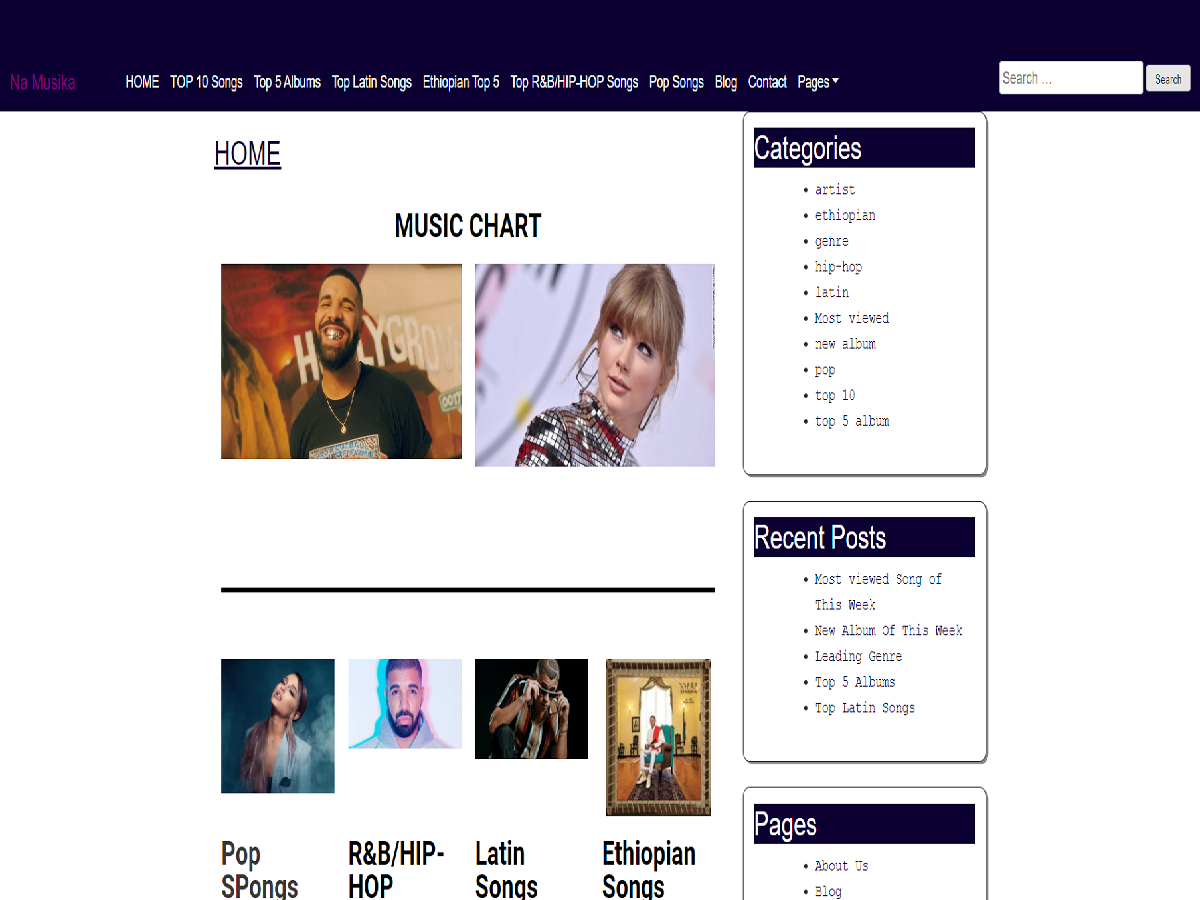 Na Musika
HOME TOP 10 Songs Top 5 Albums Top Latin Songs Ethiopian Top 5 Top R&B/HIP-HOP Songs Pop Songs Blog Contact Pages
Search ...
Search
HOME
MUSIC CHART
Pop
SPongs
R&B/HIP-
HOP
Latin
Songs
Ethiopian
Songs
Categories
artist
ethiopian
genre
hip-hop
latin
Most viewed
new album
pop
top 10
top 5 album
Recent Posts
Most viewed Song of
This Week
New Album Of This Week
Leading Genre
Top 5 Albums
Top Latin Songs
Pages
About Us
Blog